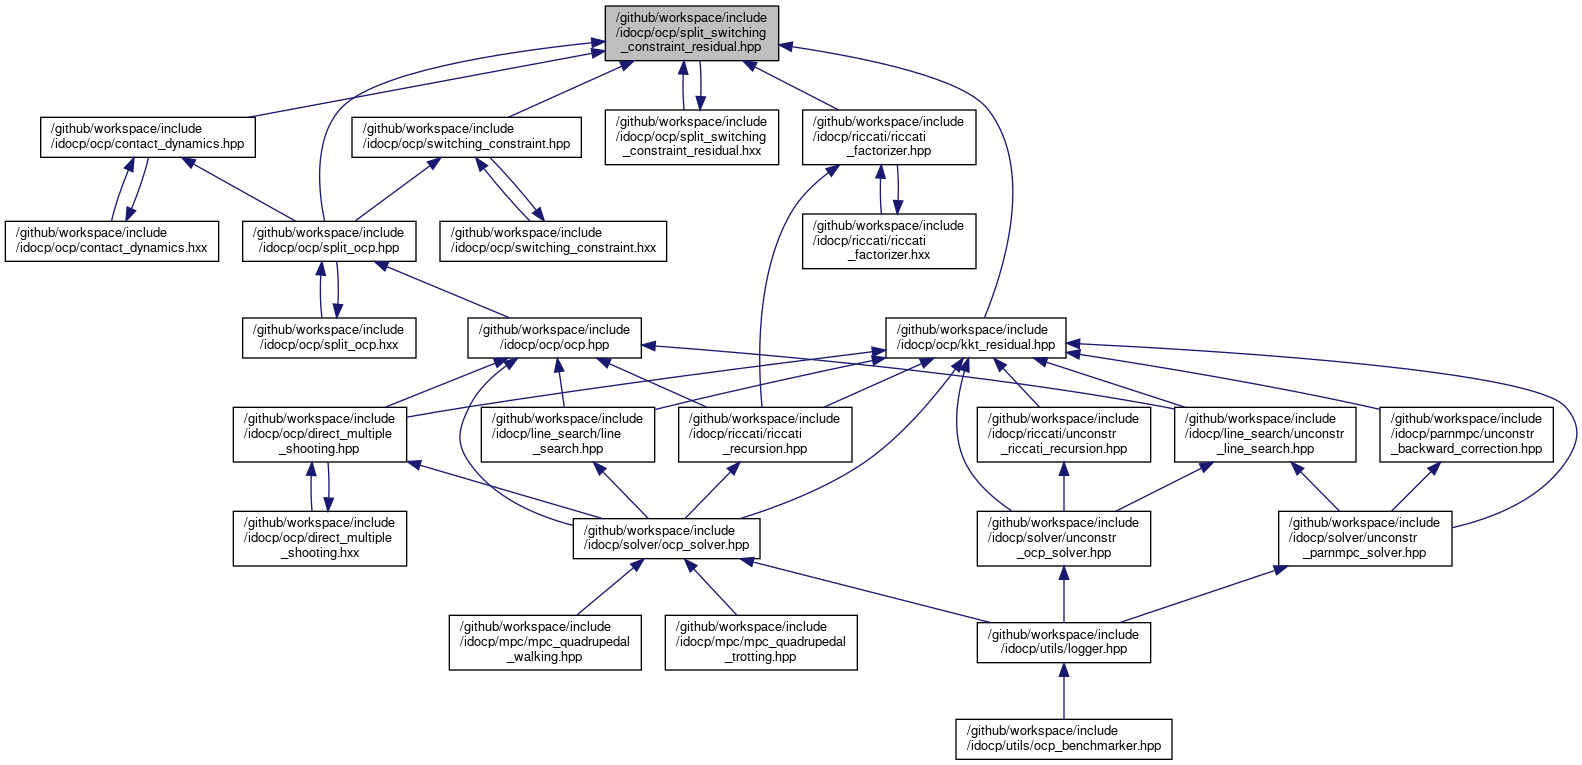 /github/workspace/include
/idocp/ocp/split_switching
_constraint_residual.hpp
/github/workspace/include
/idocp/ocp/contact_dynamics.hpp
/github/workspace/include
/idocp/ocp/switching_constraint.hpp
/github/workspace/include
/idocp/ocp/split_switching
_constraint_residual.hxx
/github/workspace/include
/idocp/riccati/riccati
_factorizer.hpp
/github/workspace/include
/idocp/ocp/contact_dynamics.hxx
/github/workspace/include
/idocp/ocp/split_ocp.hpp
/github/workspace/include
/idocp/ocp/switching_constraint.hxx
/github/workspace/include
/idocp/riccati/riccati
_factorizer.hxx
/github/workspace/include
/idocp/ocp/split_ocp.hxx
/github/workspace/include
/idocp/ocp/ocp.hpp
/github/workspace/include
/idocp/ocp/kkt_residual.hpp
/github/workspace/include
/idocp/ocp/direct_multiple
_shooting.hpp
/github/workspace/include
/idocp/line_search/line
_search.hpp
/github/workspace/include
/idocp/riccati/riccati
_recursion.hpp
/github/workspace/include
/idocp/riccati/unconstr
_riccati_recursion.hpp
/github/workspace/include
/idocp/line_search/unconstr
_line_search.hpp
/github/workspace/include
/idocp/parnmpc/unconstr
_backward_correction.hpp
/github/workspace/include
/idocp/ocp/direct_multiple
_shooting.hxx
/github/workspace/include
/idocp/solver/ocp_solver.hpp
/github/workspace/include
/idocp/solver/unconstr
_ocp_solver.hpp
/github/workspace/include
/idocp/solver/unconstr
_parnmpc_solver.hpp
/github/workspace/include
/idocp/mpc/mpc_quadrupedal
_walking.hpp
/github/workspace/include
/idocp/mpc/mpc_quadrupedal
_trotting.hpp
/github/workspace/include
/idocp/utils/logger.hpp
/github/workspace/include
/idocp/utils/ocp_benchmarker.hpp